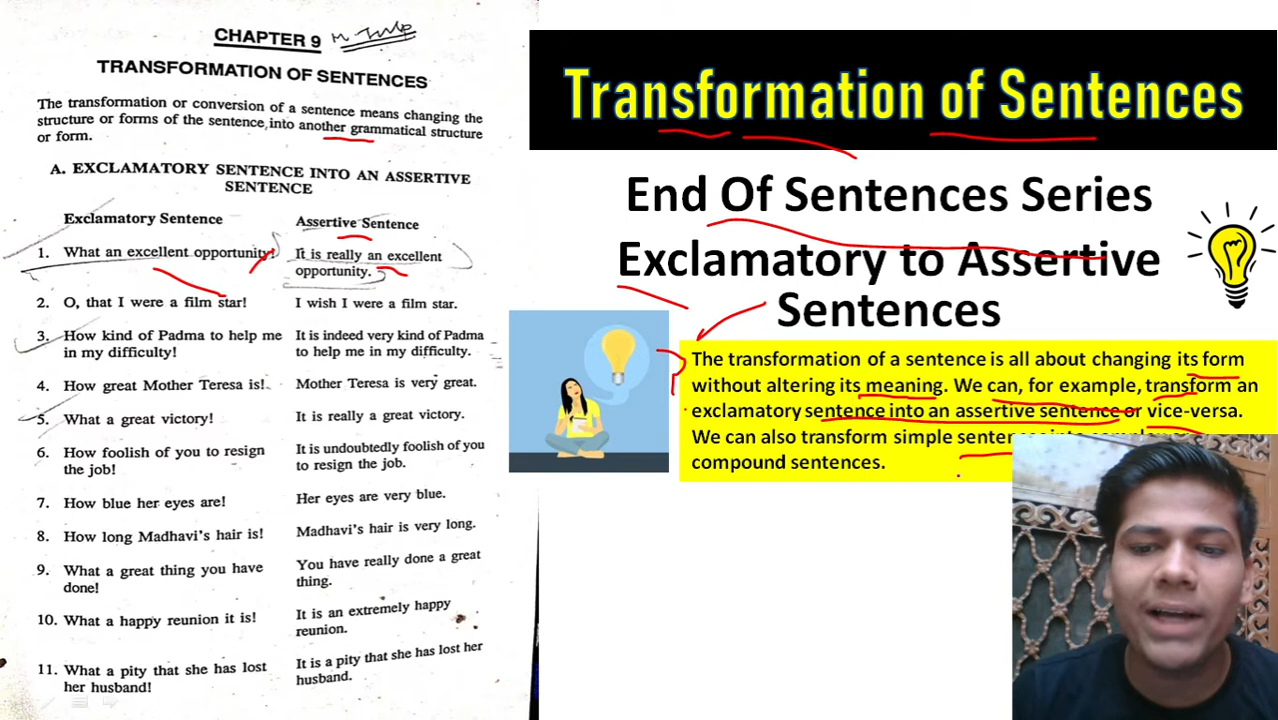 CHAPTER 9
TRANSFORMATION OF SENTENCES
The transformation or conversion of a sentence means changing the
structure or forms of the sentence, into another grammatical structure
or form.
A. EXCLAMATORY SENTENCE INTO AN ASSERTIVE
SENTENCE
Exclamatory Sentence Assertive Sentence
1. What an excellent opportunity! It is really an excellent
opportunity.
2. O, that I were a film star! I wish I were a film star.
3. How kind of Padma to help me It is indeed very kind of Padma
in my difficulty! to help me in my difficulty.
4. How great Mother Teresa is! Mother Teresa is very great.
5. What a great victory! It is really a great victory.
6. How foolish of you to resign It is undoubtedly foolish of you
the job! to resign the job.
7. How blue her eyes are! Her eyes are very blue.
8. How long Madhavi's hair is! Madhavi's hair is very long.
9. What a great thing you have You have really done a great
done! thing.
10. What a happy reunion it is! It is an extremely happy
reunion.
11. What a pity that she has lost It is a pity that she has lost her
her husband! husband.
Transformation of Sentences
End Of Sentences Series
Exclamatory to Assertive
Sentences
The transformation of a sentence is all about changing its form
without altering its meaning. We can, for example, transform an
exclamatory sentence into an assertive sentence or vice-versa.
We can also transform simple
compound sentences.